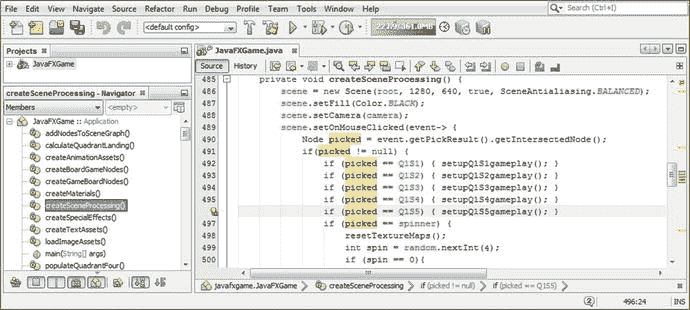 File Edit View Navigate Source Refactor Run Debug Profile Team Tools Window Help
Search (Ctrl+I)
<default config>
Projects
JavaFXGame
createSceneProcessing - Navigator
Members
<empty>
JavaFXGame :: Application
addNodesToSceneGraph()
calculateQuadrantLanding()
createAnimationAssets()
createBoardGameNodes()
createGameBoardNodes()
createMaterials()
createSceneProcessing()
createSpecialEffects()
createTextAssets()
loadImageAssets()
main(String[] args)
populateQuadrantFour()
JavaFXGame.java
Source History
485 private void createSceneProcessing() {
486 scene = new Scene(root, 1280, 640, true, SceneAntialiasing.BALANCED);
487 scene.setFill(Color.BLACK);
488 scene.setCamera(camera);
489 scene.setOnMouseClicked(event-> {
490 Node picked = event.getPickResult().getIntersectedNode();
491 if(picked != null) {
492 if (picked == Q1S1) { setupQ1S1gameplay(); }
493 if (picked == Q1S2) { setupQ1S2gameplay(); }
494 if (picked == Q1S3) { setupQ1S3gameplay(); }
495 if (picked == Q1S4) { setupQ1S4gameplay(); }
if (picked == Q1S5) { setupQ1S5gameplay(); }
497 if (picked == spinner) {
498 resetTextureMaps();
499 int spin = random.nextInt(4);
500 if (spin == 0){
javafxgame.JavaFXGame createSceneProcessing if (picked != null) if (picked == Q1S5)
496:24 INS